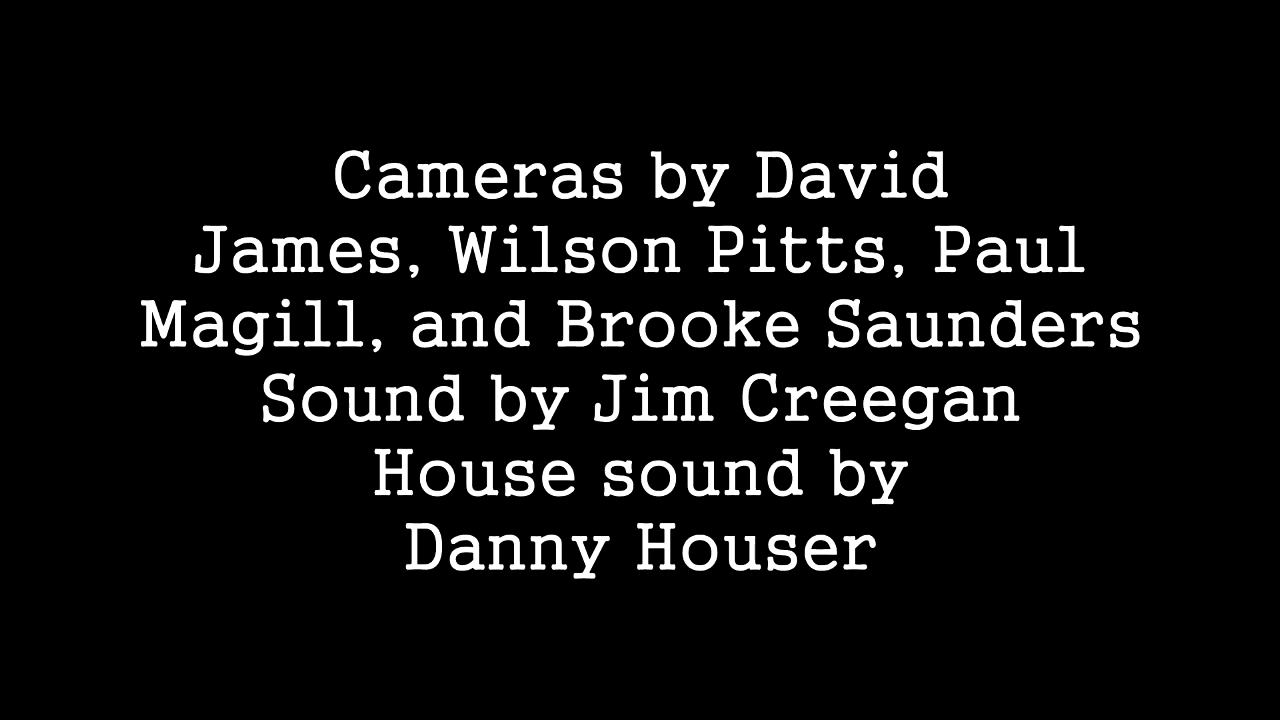 Cameras by David
James, Wilson Pitts, Paul
Magill, and Brooke Saunders
Sound by Jim Creegan
House sound by
Danny Houser